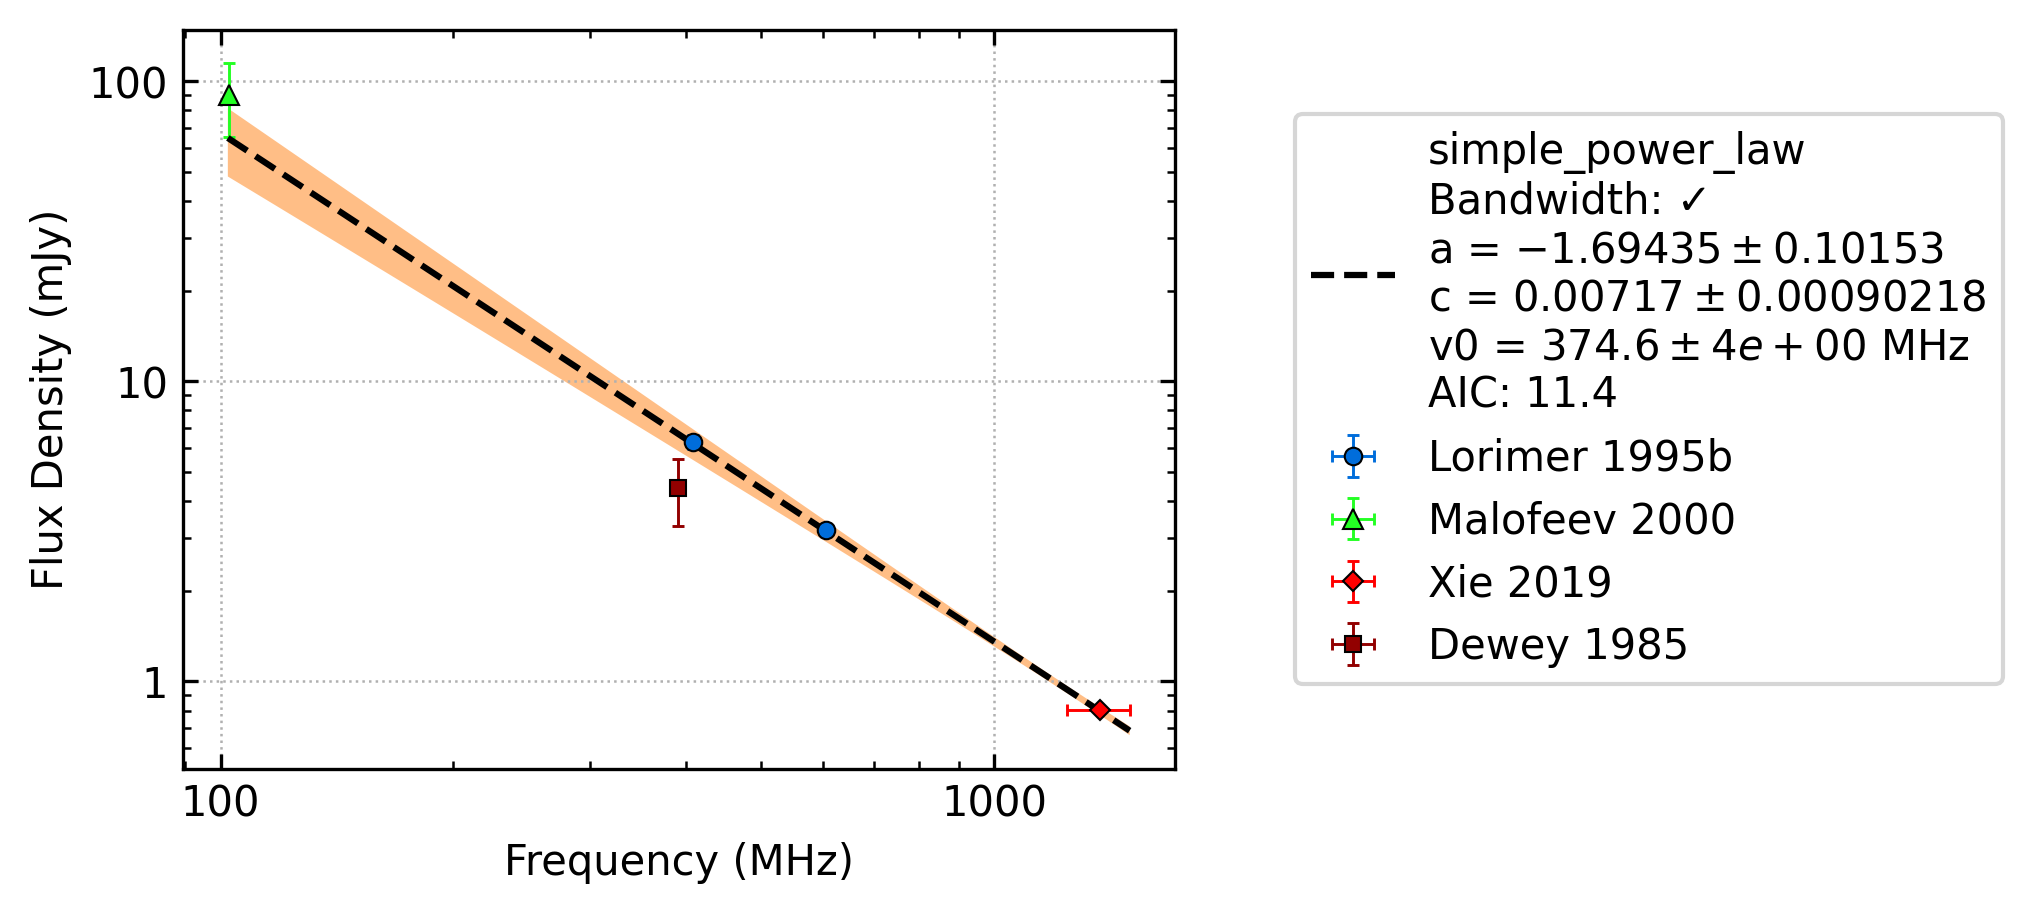 100
10
1
Flux Density (mJy)
100
1000
Frequency (MHz)
simple_power_law
Bandwidth: ✓
a = −1.69435 ± 0.10153
c = 0.00717 ± 0.00090218
v0 = 374.6 ± 4e + 00 MHz
AIC: 11.4
Lorimer 1995b
Malofeev 2000
Xie 2019
Dewey 1985